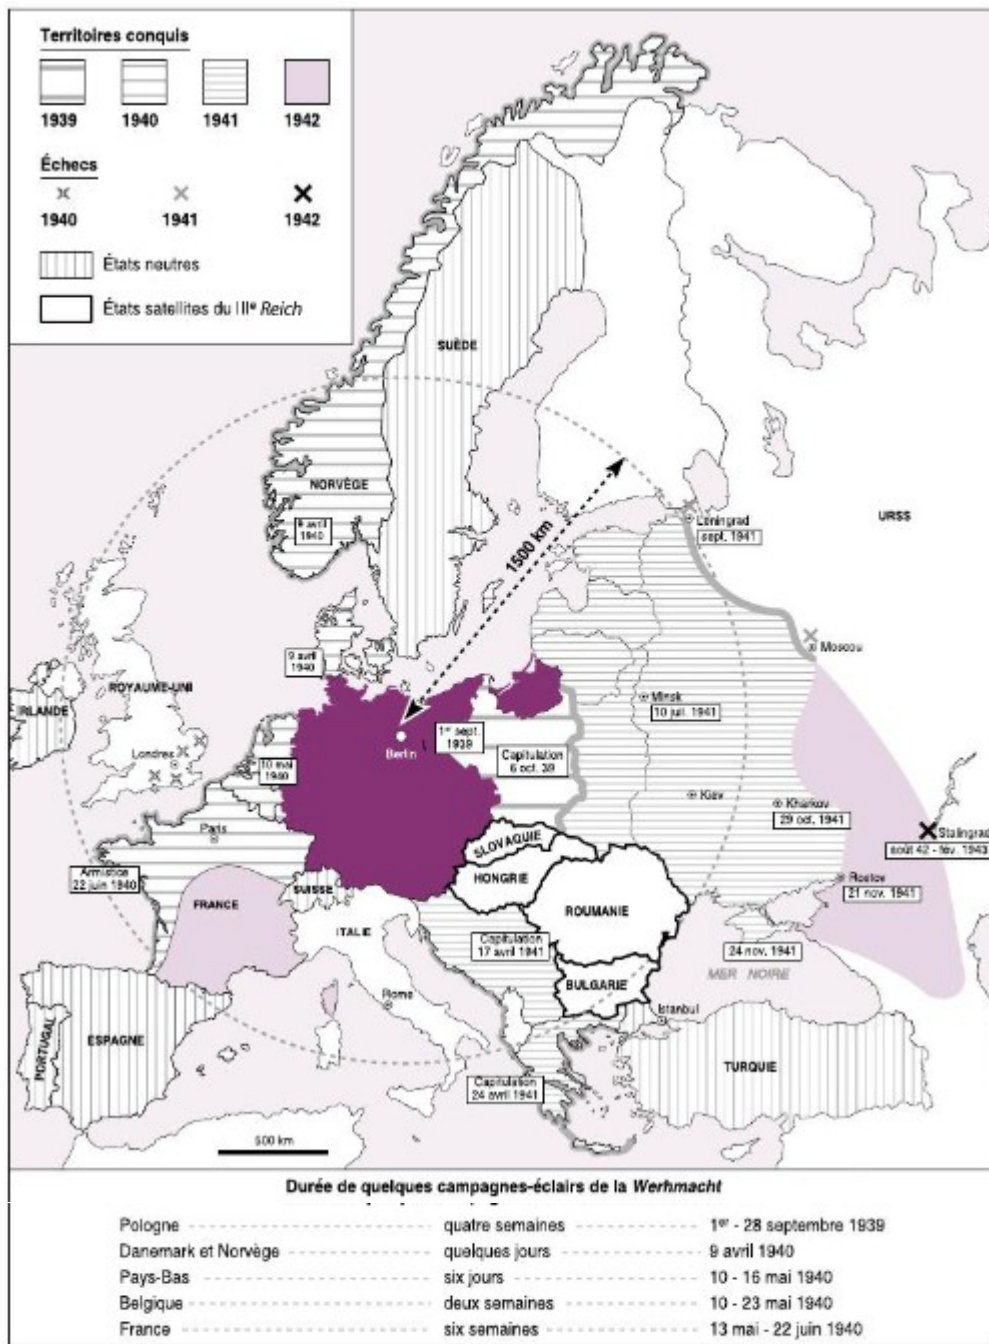 Territoires conquis
1939 1940 1941 1942
Échecs
1940 1941 1942
États neutres
États satellites du IIIe Reich
SUÈDE
NORVÈGE
9 avril
1940
1500 km
Léningrad
sept. 1941
URSS
Moscou
9 avril
1940
ROYAUME-UNI
IRLANDE
Londres
Minsk
10 juil. 1941
1er sept.
1939
Berlin
Capitulation
6 oct. 39
10 mai
1940
Kiev
Kharkov
29 oct. 1941
Stalingrad
août 42 - fév. 1943
Paris
SLOVAQUIE
HONGRIE
Armistice
22 juin 1940
SUISSE
Rostov
21 nov. 1941
FRANCE
ROUMANIE
ITALIE
Capitulation
17 avril 1941
24 nov. 1941
MER NOIRE
BULGARIE
Rome
Istanbul
PORTUGAL
ESPAGNE
TURQUIE
Capitulation
24 avril 1941
500 km
Durée de quelques campagnes-éclairs de la Werhmacht
Pologne quatre semaines 1er - 28 septembre 1939
Danemark et Norvège quelques jours 9 avril 1940
Pays-Bas six jours 10 - 16 mai 1940
Belgique deux semaines 10 - 23 mai 1940
France six semaines 13 mai - 22 juin 1940